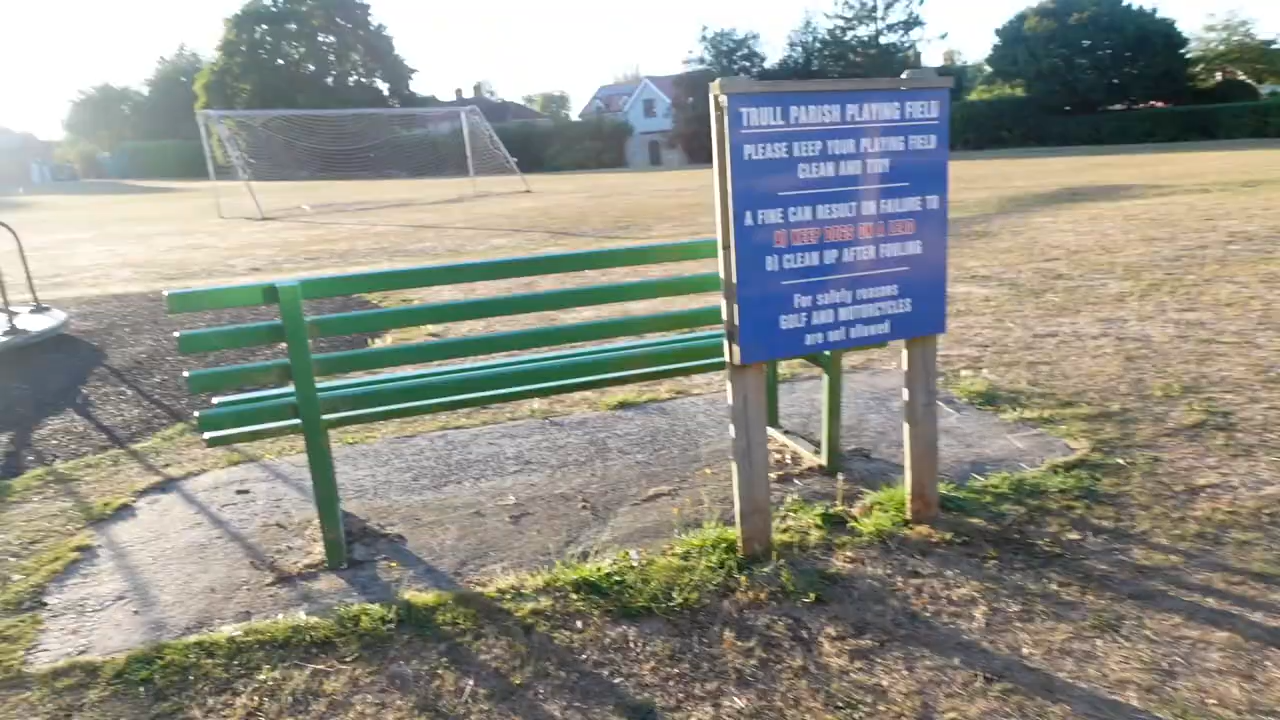 TRULL PARISH PLAYING FIELD
PLEASE KEEP YOUR PLAYING FIELD
CLEAN AND TIDY
A FINE CAN RESULT ON FAILURE TO
A) KEEP DOGS ON A LEAD
B) CLEAN UP AFTER FOULING
For safety reasons
GOLF AND MOTORCYCLES
are not allowed